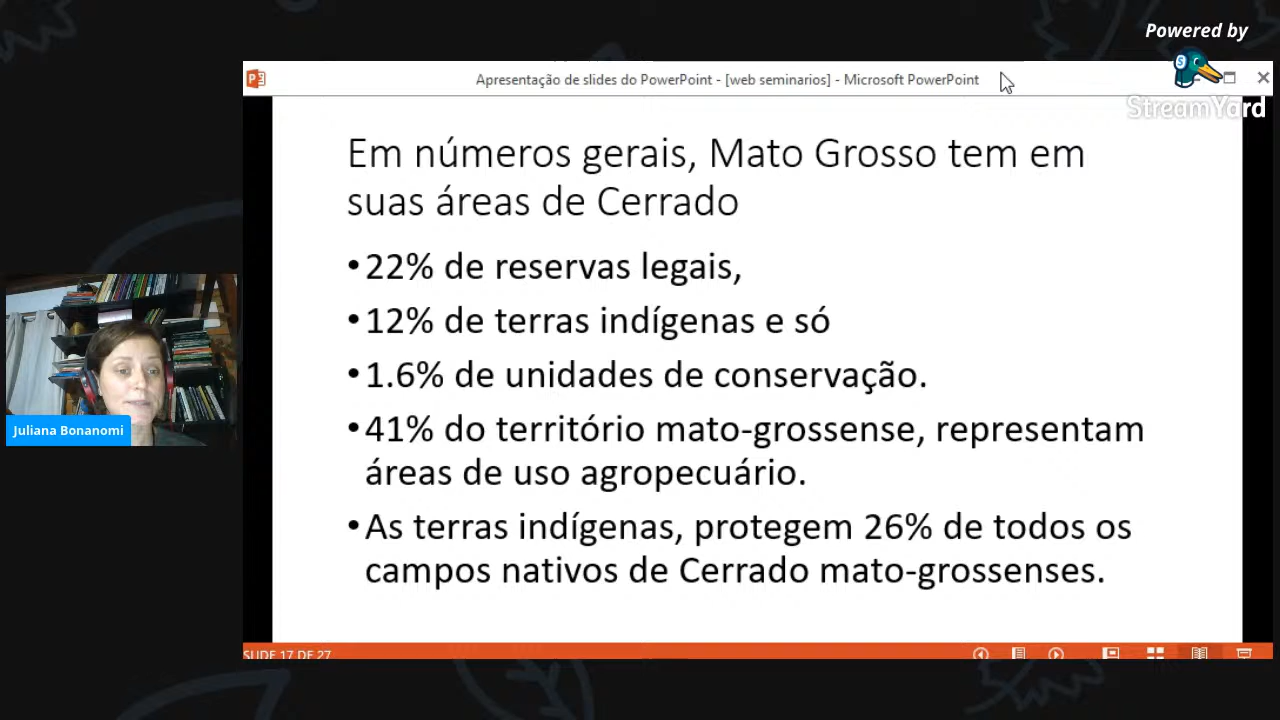 Powered by
StreamYard
Apresentação de slides do PowerPoint - [web seminarios] - Microsoft PowerPoint
Em números gerais, Mato Grosso tem em
suas áreas de Cerrado
•22% de reservas legais,
•12% de terras indígenas e só
•1.6% de unidades de conservação.
•41% do território mato-grossense, representam
áreas de uso agropecuário.
•As terras indígenas, protegem 26% de todos os
campos nativos de Cerrado mato-grossenses.
Juliana Bonanomi
SLIDE 17 DE 27